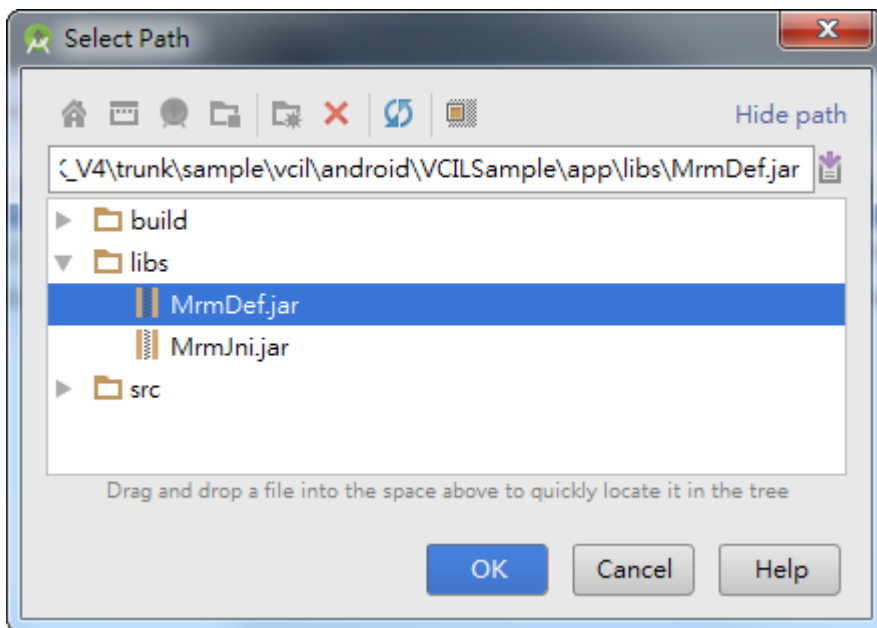 Select Path
Hide path
_V4\trunk\sample\vcil\android\VCILSample\app\libs\MrmDef.jar
build
libs
MrmDef.jar
MrmJni.jar
src
Drag and drop a file into the space above to quickly locate it in the tree
OK
Cancel
Help